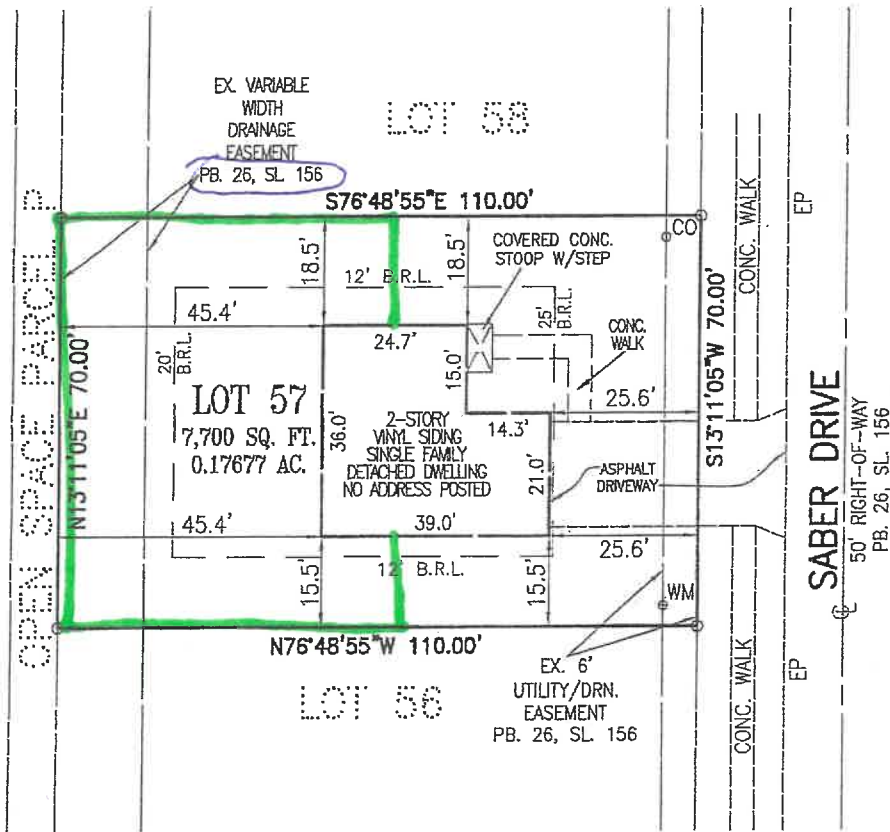 EX. VARIABLE
WIDTH
DRAINAGE
EASEMENT
PB. 26, SL. 156
LOT 58
S76°48'55"E 110.00'
OPEN SPACE PARCEL P
N13°11'05"E 70.00'
18.5'
12' B.R.L.
18.5'
COVERED CONC.
STOOP W/STEP
CO
CONC. WALK
EP
45.4'
20'
B.R.L.
24.7'
15.0'
25'
B.R.L.
CONC.
WALK
25.6'
S13°11'05"W 70.00'
LOT 57
7,700 SQ. FT.
0.17677 AC.
36.0'
2-STORY
VINYL SIDING
SINGLE FAMILY
DETACHED DWELLING
NO ADDRESS POSTED
14.3'
21.0'
ASPHALT
DRIVEWAY
SABER DRIVE
50' RIGHT-OF-WAY
PB. 26, SL. 156
45.4'
39.0'
25.6'
15.5'
12' B.R.L.
15.5'
WM
N76°48'55"W 110.00'
LOT 56
EX. 6'
UTILITY/DRN.
EASEMENT
PB. 26, SL. 156
CONC. WALK
EP